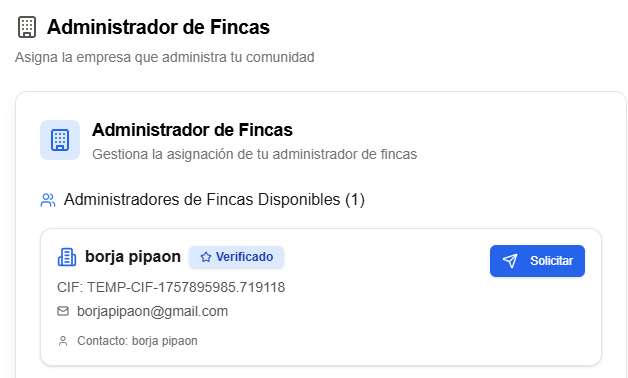 Administrador de Fincas
Asigna la empresa que administra tu comunidad
Administrador de Fincas
Gestiona la asignación de tu administrador de fincas
Administradores de Fincas Disponibles (1)
borja pipaon Verificado Solicitar
CIF: TEMP-CIF-1757895985.719118
borjapipaon@gmail.com
Contacto: borja pipaon